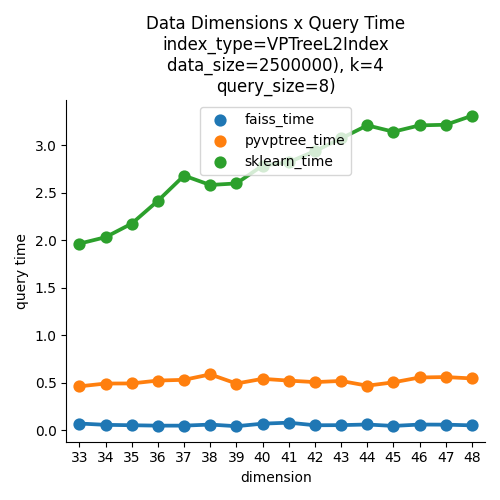 Data Dimensions x Query Time
index_type=VPTreeL2Index
data_size=2500000), k=4
query_size=8)
faiss_time
pyvptree_time
sklearn_time
query time
3.0
2.5
2.0
1.5
1.0
0.5
0.0
33 34 35 36 37 38 39 40 41 42 43 44 45 46 47 48
dimension